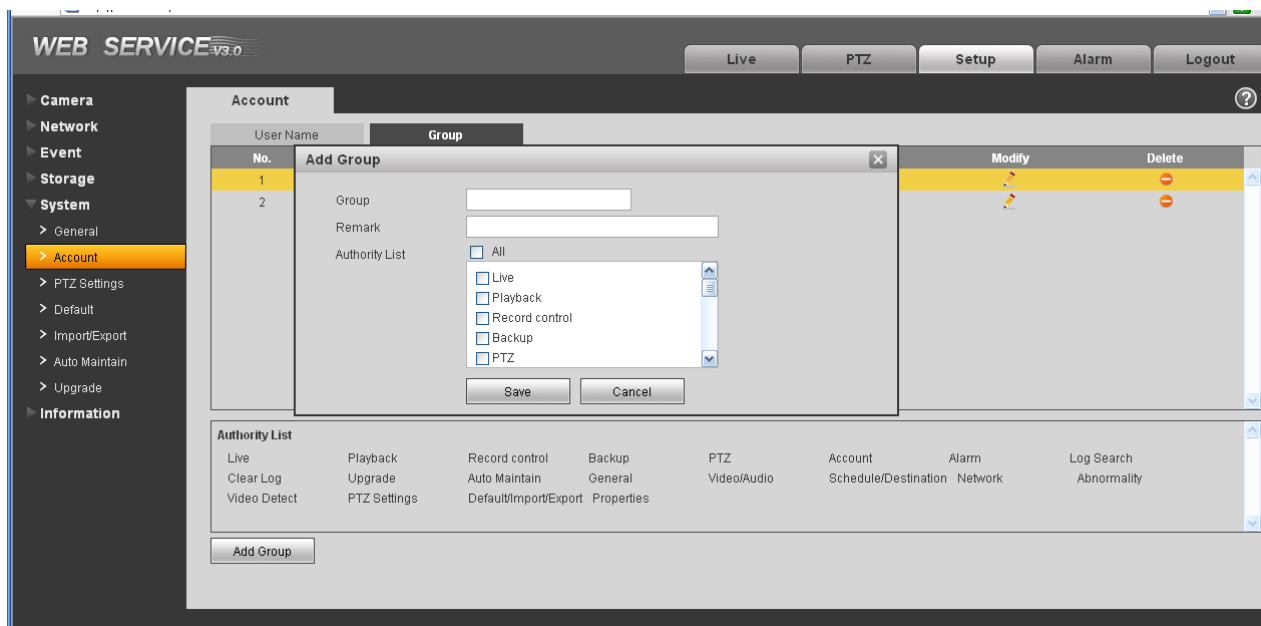 WEB SERVICE V3.0
Live PTZ Setup Alarm Logout
Camera
Network
Event
Storage
System
General
Account
PTZ Settings
Default
Import/Export
Auto Maintain
Upgrade
Information
Account
User Name Group
No. Modify Delete
1
2
Add Group
Group
Remark
Authority List All
Live
Playback
Record control
Backup
PTZ
Save Cancel
Authority List
Live Playback Record control Backup PTZ Account Alarm Log Search
Clear Log Upgrade Auto Maintain General Video/Audio Schedule/Destination Network Abnormality
Video Detect PTZ Settings Default/Import/Export Properties
Add Group